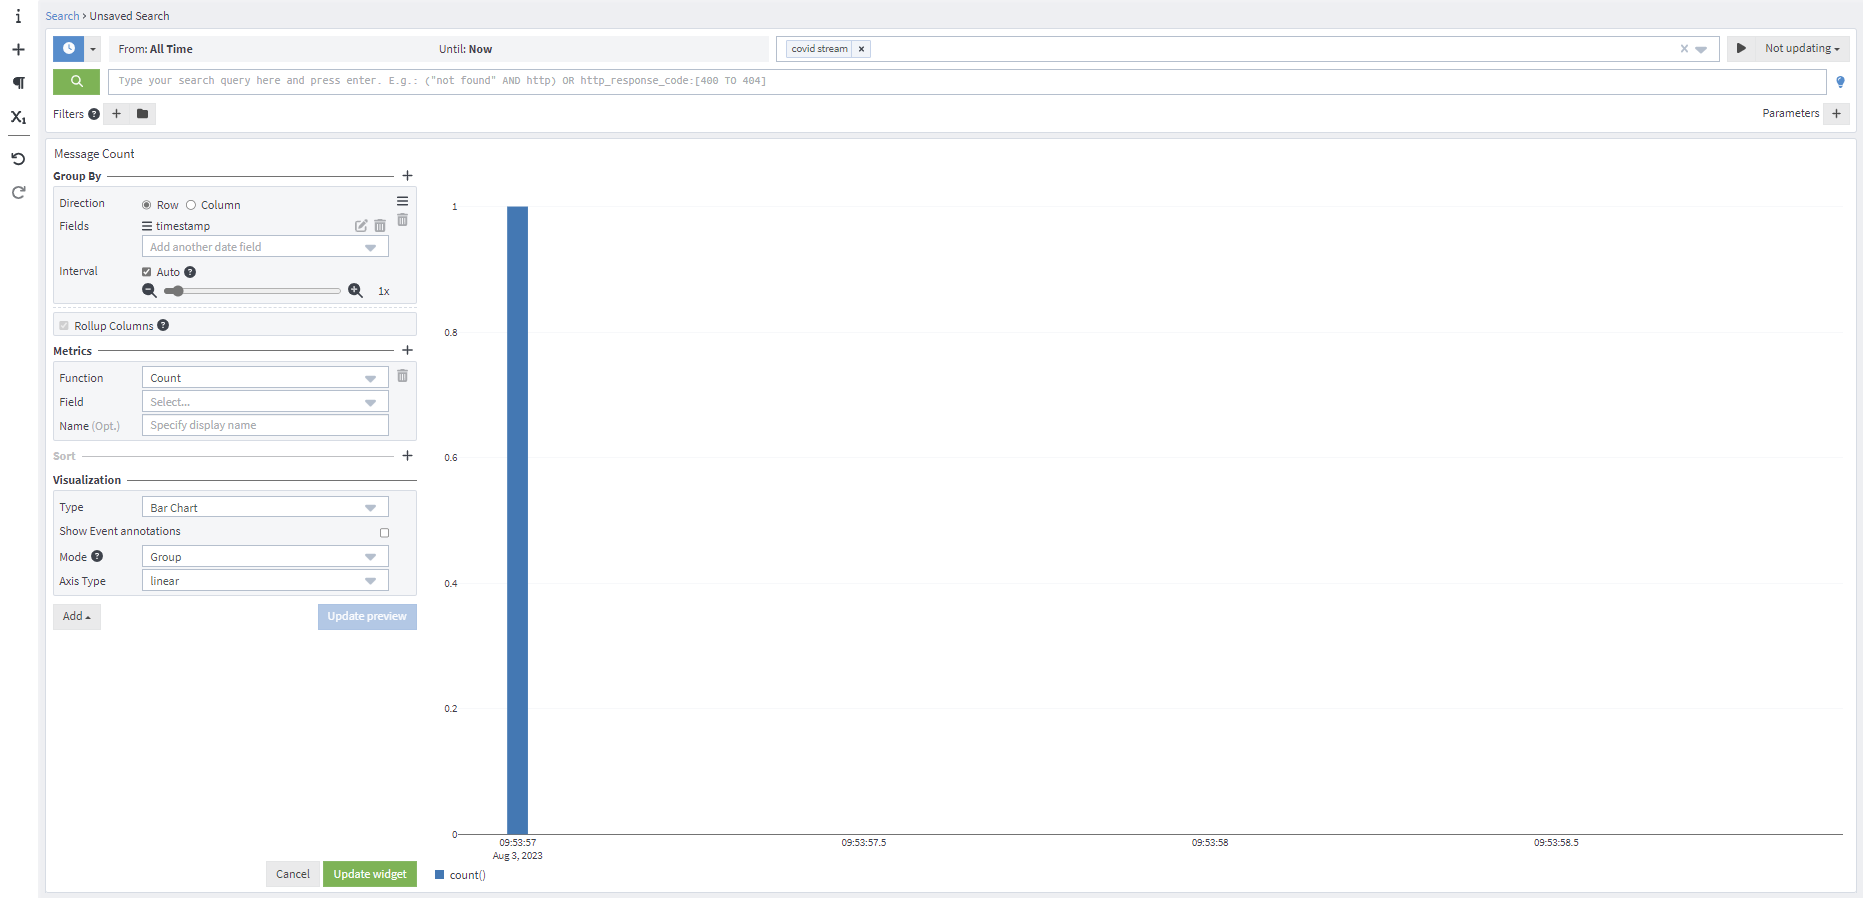 Search › Unsaved Search
From: All Time
Until: Now
covid stream ×
Not updating
Type your search query here and press enter. E.g.: ("not found" AND http) OR http_response_code:[400 TO 404]
Filters
Parameters
Message Count
Group By
Direction
Row
Column
Fields
timestamp
Add another date field
Interval
Auto
1x
Rollup Columns
Metrics
Function
Count
Field
Select...
Name (Opt.)
Specify display name
Sort
Visualization
Type
Bar Chart
Show Event annotations
Mode
Group
Axis Type
linear
Add
Update preview
Cancel
Update widget
1
0.8
0.6
0.4
0.2
0
09:53:57
Aug 3, 2023
09:53:57.5
09:53:58
09:53:58.5
count()